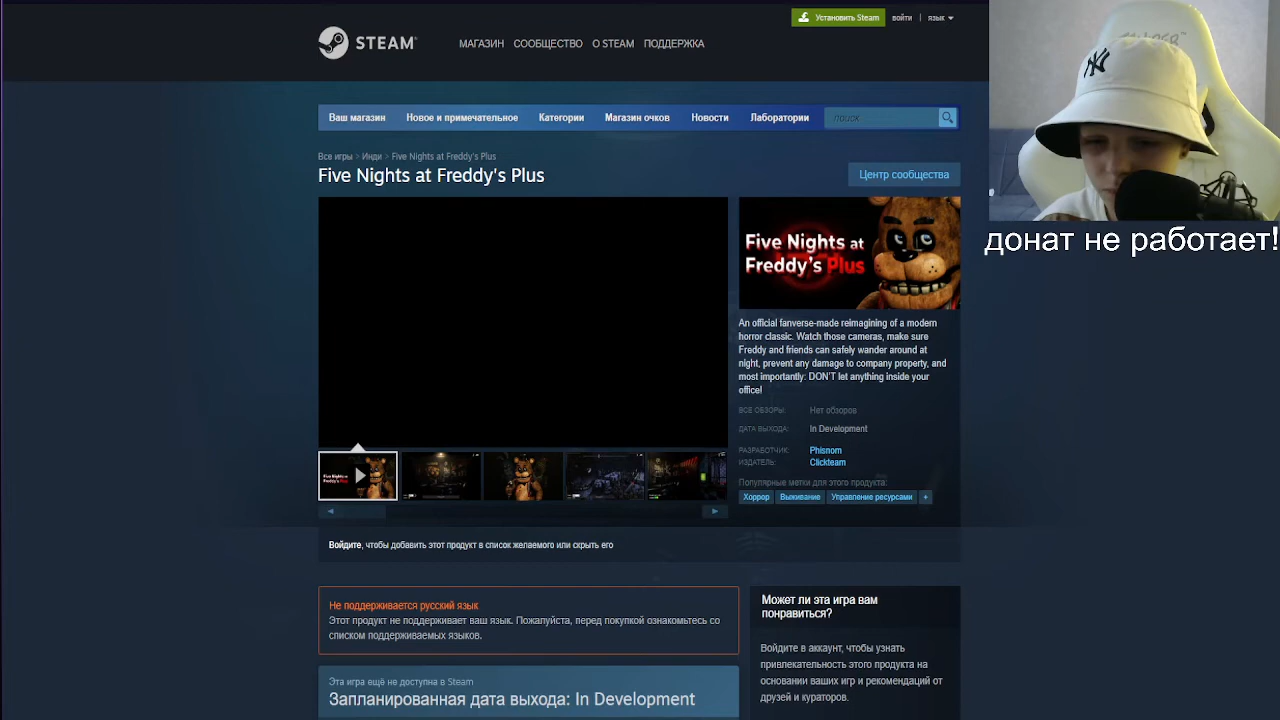 Установить Steam
войти
язык
STEAM
МАГАЗИН СООБЩЕСТВО О STEAM ПОДДЕРЖКА
NY
Ваш магазин Новое и примечательное Категории Магазин очков Новости Лаборатории поиск
Все игры > Инди > Five Nights at Freddy's Plus
Five Nights at Freddy's Plus
Центр сообщества
Five Nights at
Freddy's Plus
донат не работает!
An official fanverse-made reimagining of a modern
horror classic. Watch those cameras, make sure
Freddy and friends can safely wander around at
night, prevent any damage to company property, and
most importantly: DON'T let anything inside your
office!
ВСЕ ОБЗОРЫ: Нет обзоров
ДАТА ВЫХОДА: In Development
РАЗРАБОТЧИК: Phisnom
ИЗДАТЕЛЬ: Clickteam
Популярные метки для этого продукта:
Хоррор Выживание Управление ресурсами +
Войдите, чтобы добавить этот продукт в список желаемого или скрыть его
Не поддерживается русский язык
Этот продукт не поддерживает ваш язык. Пожалуйста, перед покупкой ознакомьтесь со
списком поддерживаемых языков.
Эта игра ещё не доступна в Steam
Запланированная дата выхода: In Development
Может ли эта игра вам
понравиться?
Войдите в аккаунт, чтобы узнать
привлекательность этого продукта на
основании ваших игр и рекомендаций от
друзей и кураторов.